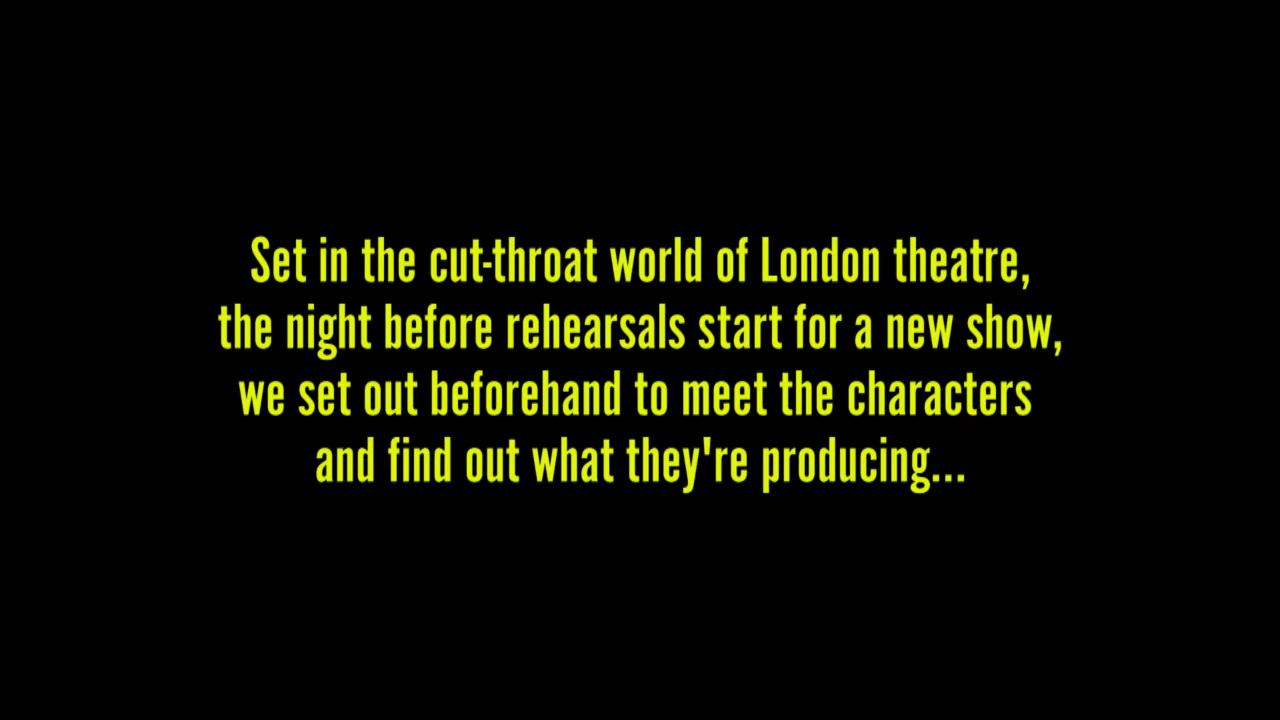 Set in the cut-throat world of London theatre,
the night before rehearsals start for a new show,
we set out beforehand to meet the characters
and find out what they're producing...